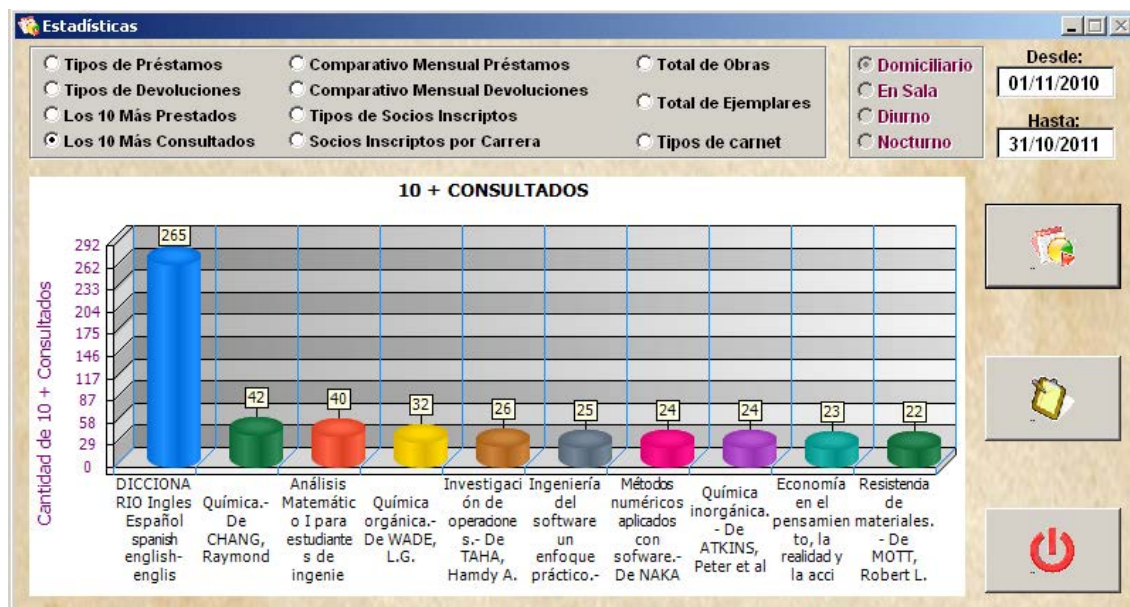 Estadísticas
Tipos de Préstamos
Tipos de Devoluciones
Los 10 Más Prestados
Los 10 Más Consultados
Comparativo Mensual Préstamos
Comparativo Mensual Devoluciones
Tipos de Socios Inscriptos
Socios Inscriptos por Carrera
Total de Obras
Total de Ejemplares
Tipos de carnet
Domiciliario
En Sala
Diurno
Nocturno
Desde:
01/11/2010
Hasta:
31/10/2011
10 + CONSULTADOS
Cantidad de 10 + Consultados
292
262
233
204
175
146
117
87
58
29
0
265
42
40
32
26
25
24
24
23
22
DICCIONA
RIO Ingles
Español
spanish
english-
englis
Química.-
De
CHANG,
Raymond
Análisis
Matemátic
o I para
estudiante
s de
ingenie
Química
orgánica.-
De WADE,
L.G.
Investigaci
ón de
operacione
s.- De
TAHA,
Hamdy A.
Ingeniería
del
software
un
enfoque
práctico.-
Métodos
numéricos
aplicados
con
sofware.-
De NAKA
Química
inorgánica.
- De
ATKINS,
Peter et al
Economía
en el
pensamien
to, la
realidad y
la acci
Resistencia
de
materiales.
- De
MOTT,
Robert L.